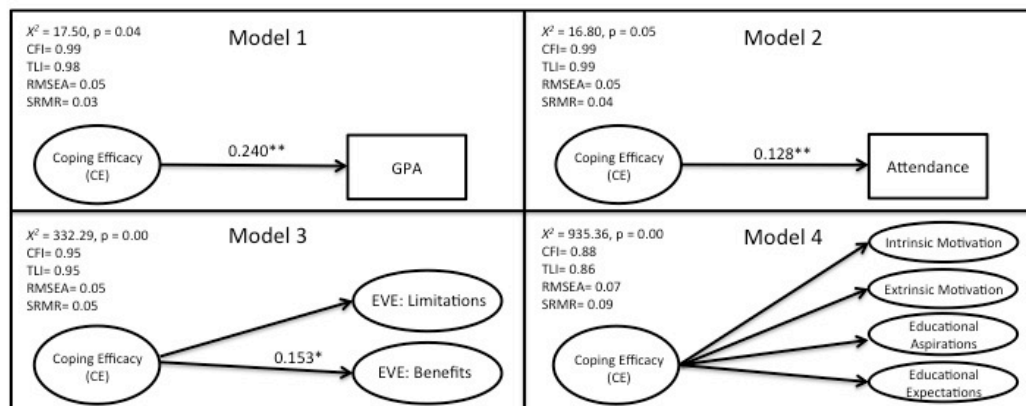 X² = 17.50, p = 0.04
CFI= 0.99
TLI= 0.98
RMSEA= 0.05
SRMR= 0.03
Model 1
Coping Efficacy
(CE)
0.240**
GPA
X² = 16.80, p = 0.05
CFI= 0.99
TLI= 0.99
RMSEA= 0.05
SRMR= 0.04
Model 2
Coping Efficacy
(CE)
0.128**
Attendance
X² = 332.29, p = 0.00
CFI= 0.95
TLI= 0.95
RMSEA= 0.05
SRMR= 0.05
Model 3
Coping Efficacy
(CE)
EVE: Limitations
0.153*
EVE: Benefits
X² = 935.36, p = 0.00
CFI= 0.88
TLI= 0.86
RMSEA= 0.07
SRMR= 0.09
Model 4
Coping Efficacy
(CE)
Intrinsic Motivation
Extrinsic Motivation
Educational
Aspirations
Educational
Expectations